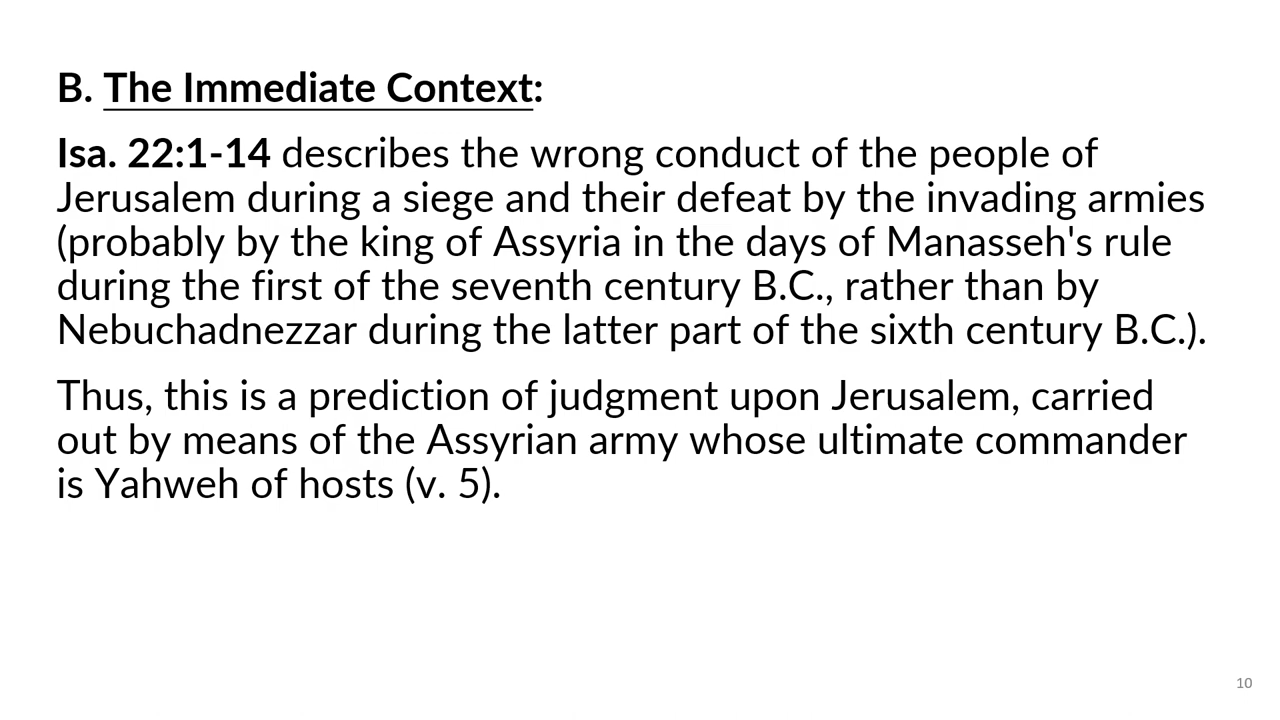 B. The Immediate Context:
Isa. 22:1-14 describes the wrong conduct of the people of
Jerusalem during a siege and their defeat by the invading armies
(probably by the king of Assyria in the days of Manasseh's rule
during the first of the seventh century B.C., rather than by
Nebuchadnezzar during the latter part of the sixth century B.C.).
Thus, this is a prediction of judgment upon Jerusalem, carried
out by means of the Assyrian army whose ultimate commander
is Yahweh of hosts (v. 5).
10